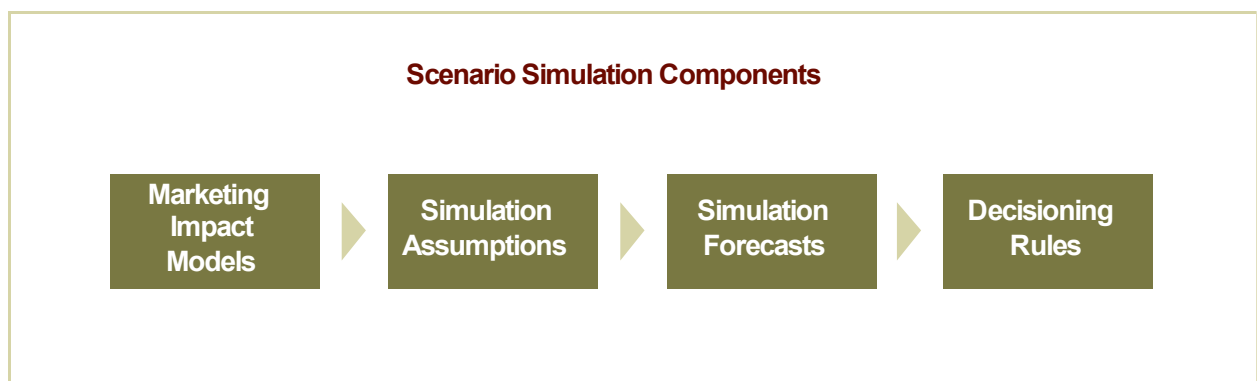 Scenario Simulation Components
Marketing
Impact
Models
Simulation
Assumptions
Simulation
Forecasts
Decisioning
Rules